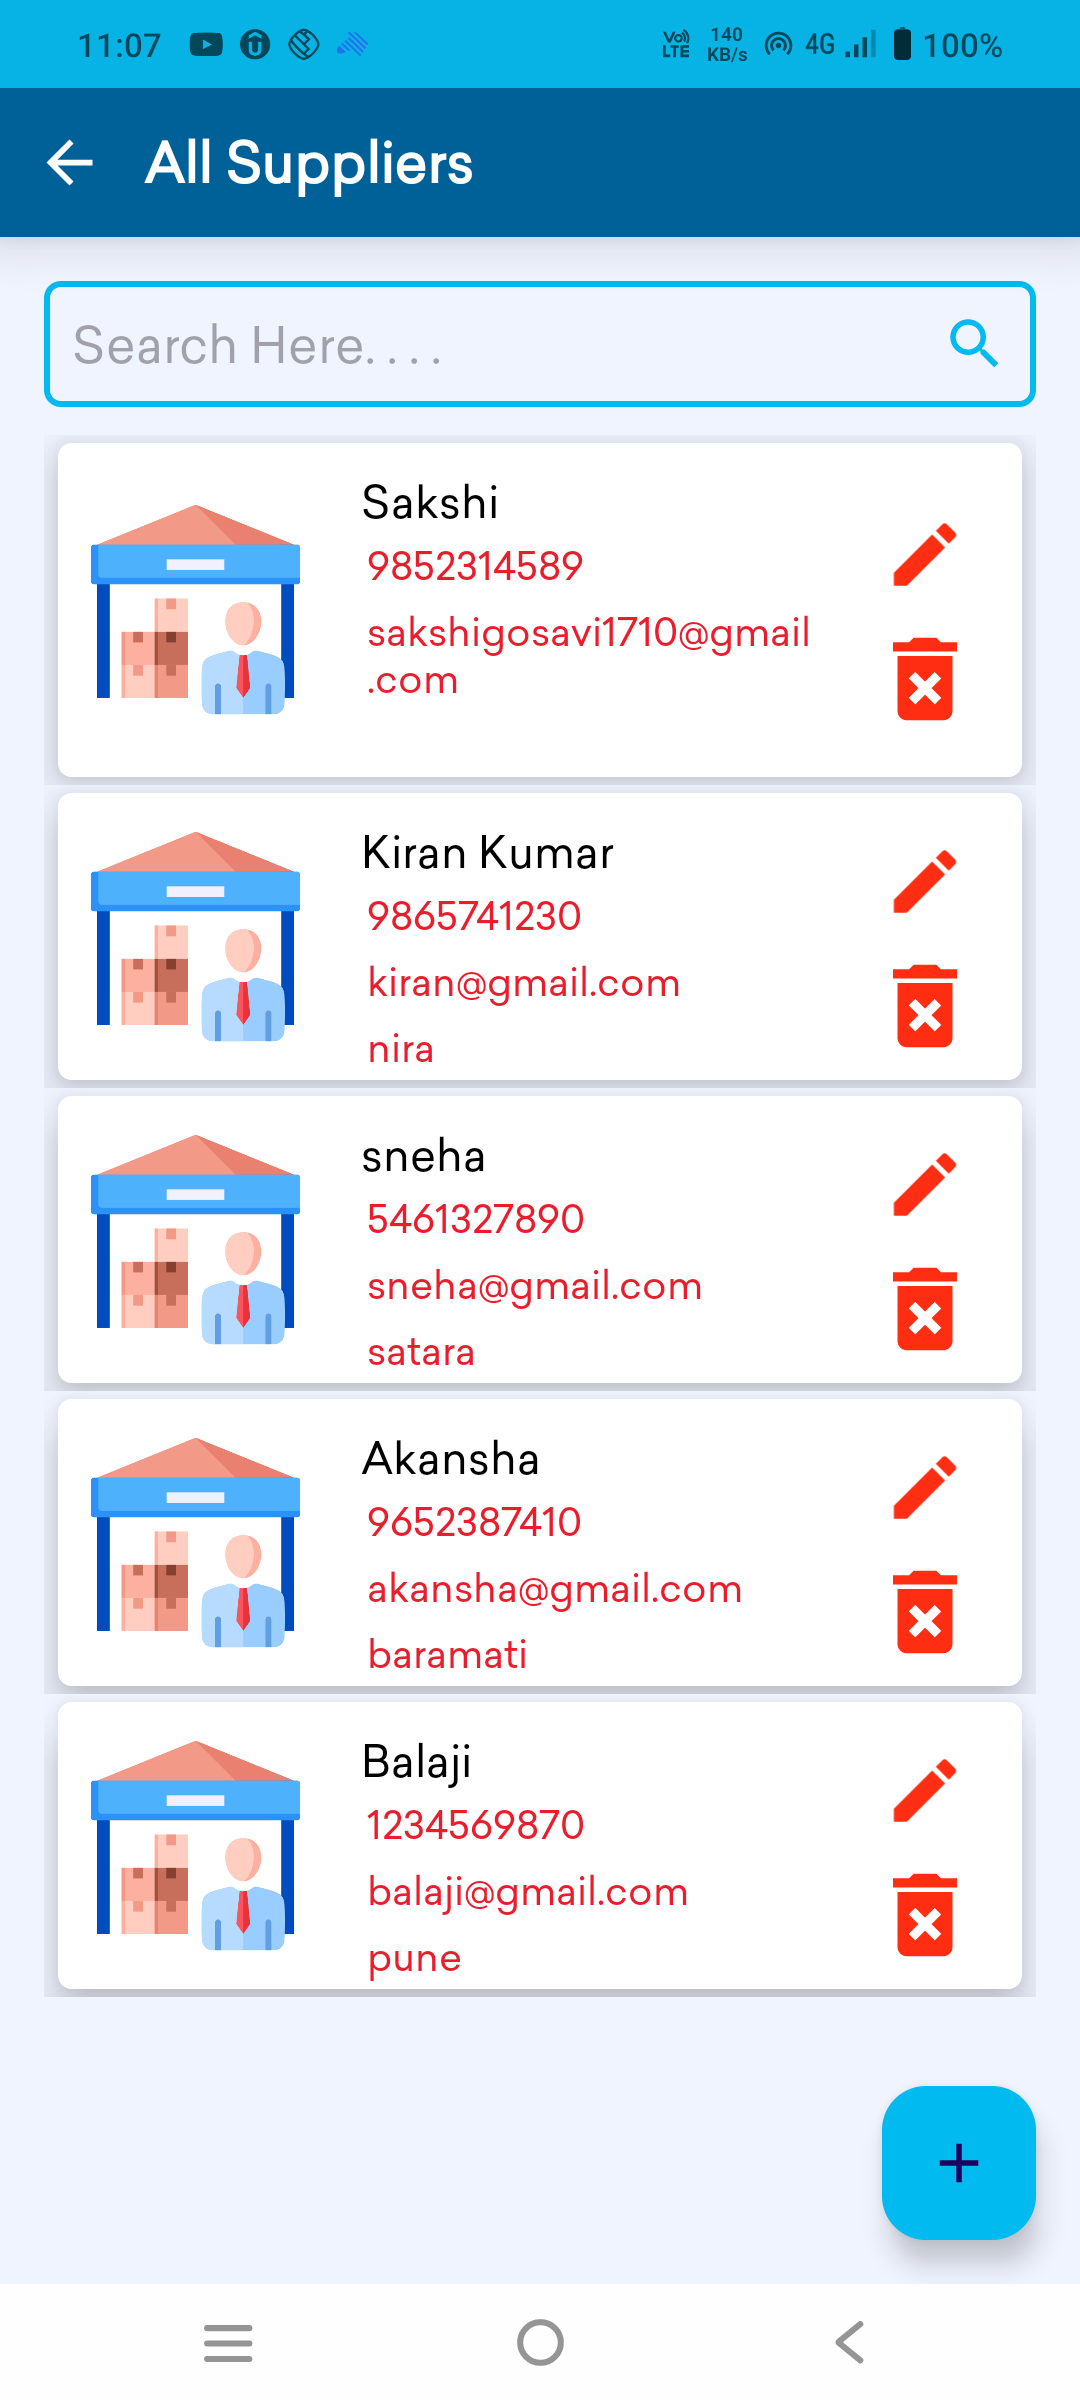 11:07
Vo) LTE 140 KB/s 4G 100%
All Suppliers
Search Here. . . .
Sakshi
9852314589
sakshigosavi1710@gmail
.com
Kiran Kumar
9865741230
kiran@gmail.com
nira
sneha
5461327890
sneha@gmail.com
satara
Akansha
9652387410
akansha@gmail.com
baramati
Balaji
1234569870
balaji@gmail.com
pune